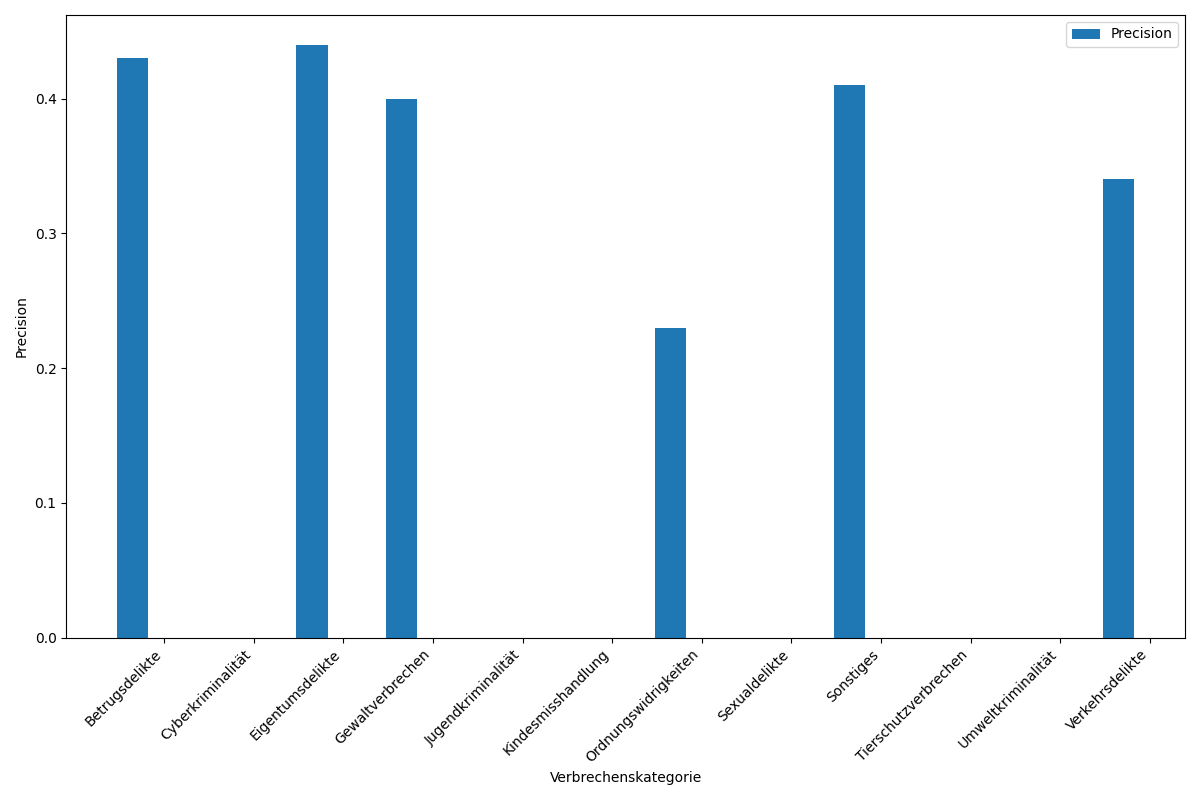 Precision
Precision
0.4
0.3
0.2
0.1
0.0
Betrugsdelikte
Cyberkriminalität
Eigentumsdelikte
Gewaltverbrechen
Jugendkriminalität
Kindesmisshandlung
Ordnungswidrigkeiten
Sexualdelikte
Sonstiges
Tierschutzverbrechen
Umweltkriminalität
Verkehrsdelikte
Verbrechenskategorie